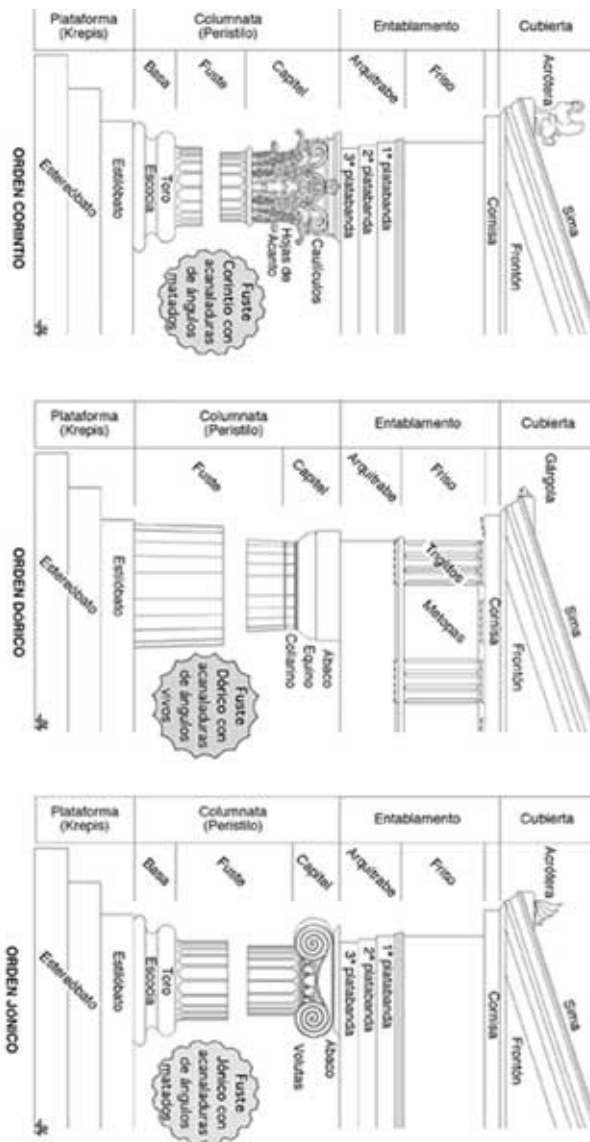 Cubierta
Acrótera
Sima
Frontón
Cornisa
Entablamento
Friso
Arquitrabe
1ª platabanda
2ª platabanda
3ª platabanda
Columnata
(Peristilo)
Capitel
Caulículos
Hojas de
Acanto
Fuste
Fuste
Corintio con
acanaladuras
de ángulos
matados
Basa
Toro
Escocia
Plataforma
(Krepis)
Estilóbato
Estereóbato
ORDEN CORINTIO
Cubierta
Gárgola
Sima
Frontón
Cornisa
Entablamento
Friso
Triglifos
Metopas
Arquitrabe
Columnata
(Peristilo)
Capitel
Ábaco
Equino
Collarino
Fuste
Fuste
Dórico con
acanaladuras
de ángulos
vivos
Plataforma
(Krepis)
Estilóbato
Estereóbato
ORDEN DORICO
Cubierta
Acrótera
Sima
Frontón
Cornisa
Entablamento
Friso
Arquitrabe
1ª platabanda
2ª platabanda
3ª platabanda
Columnata
(Peristilo)
Capitel
Ábaco
Volutas
Fuste
Fuste
Jónico con
acanaladuras
de ángulos
matados
Basa
Toro
Escocia
Plataforma
(Krepis)
Estilóbato
Estereóbato
ORDEN JONICO